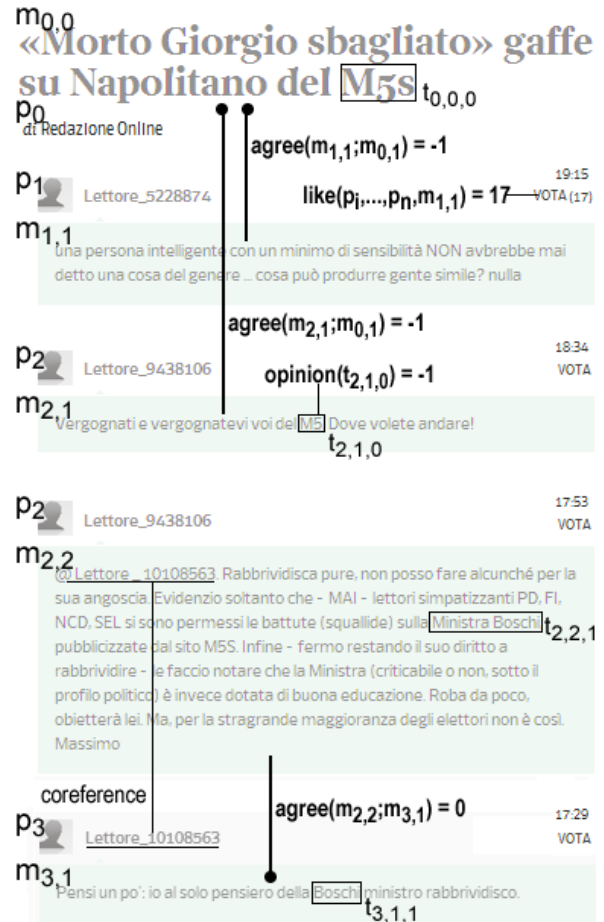 m0,0
«Morto Giorgio sbagliato» gaffe
su Napolitano del M5s t0,0,0
p0
di Redazione Online
agree(m1,1;m0,1) = -1
p1 Lettore_5228874 19:15
like(pi,...,pn,m1,1) = 17 VOTA (17)
m1,1
una persona intelligente con un minimo di sensibilità NON avbrebbe mai
detto una cosa del genere ... cosa può produrre gente simile? nulla
agree(m2,1;m0,1) = -1
p2 Lettore_9438106 18:34
opinion(t2,1,0) = -1 VOTA
m2,1
Vergognati e vergognatevi voi del M5. Dove volete andare!
t2,1,0
p2 Lettore_9438106 17:53
VOTA
m2,2
@Lettore_10108563. Rabbrividisca pure, non posso fare alcunché per la
sua angoscia. Evidenzio soltanto che - MAI - lettori simpatizzanti PD, FI,
NCD, SEL si sono permessi le battute (squallide) sulla Ministra Boschi t2,2,1
pubblicizzate dal sito M5S. Infine - fermo restando il suo diritto a
rabbrividire - le faccio notare che la Ministra (criticabile o non, sotto il
profilo politico) è invece dotata di buona educazione. Roba da poco,
obietterà lei. Ma, per la stragrande maggioranza degli elettori non è così.
Massimo
coreference
agree(m2,2;m3,1) = 0
p3 Lettore_10108563 17:29
VOTA
m3,1
Pensi un po': io al solo pensiero della Boschi ministro rabbrividisco.
t3,1,1